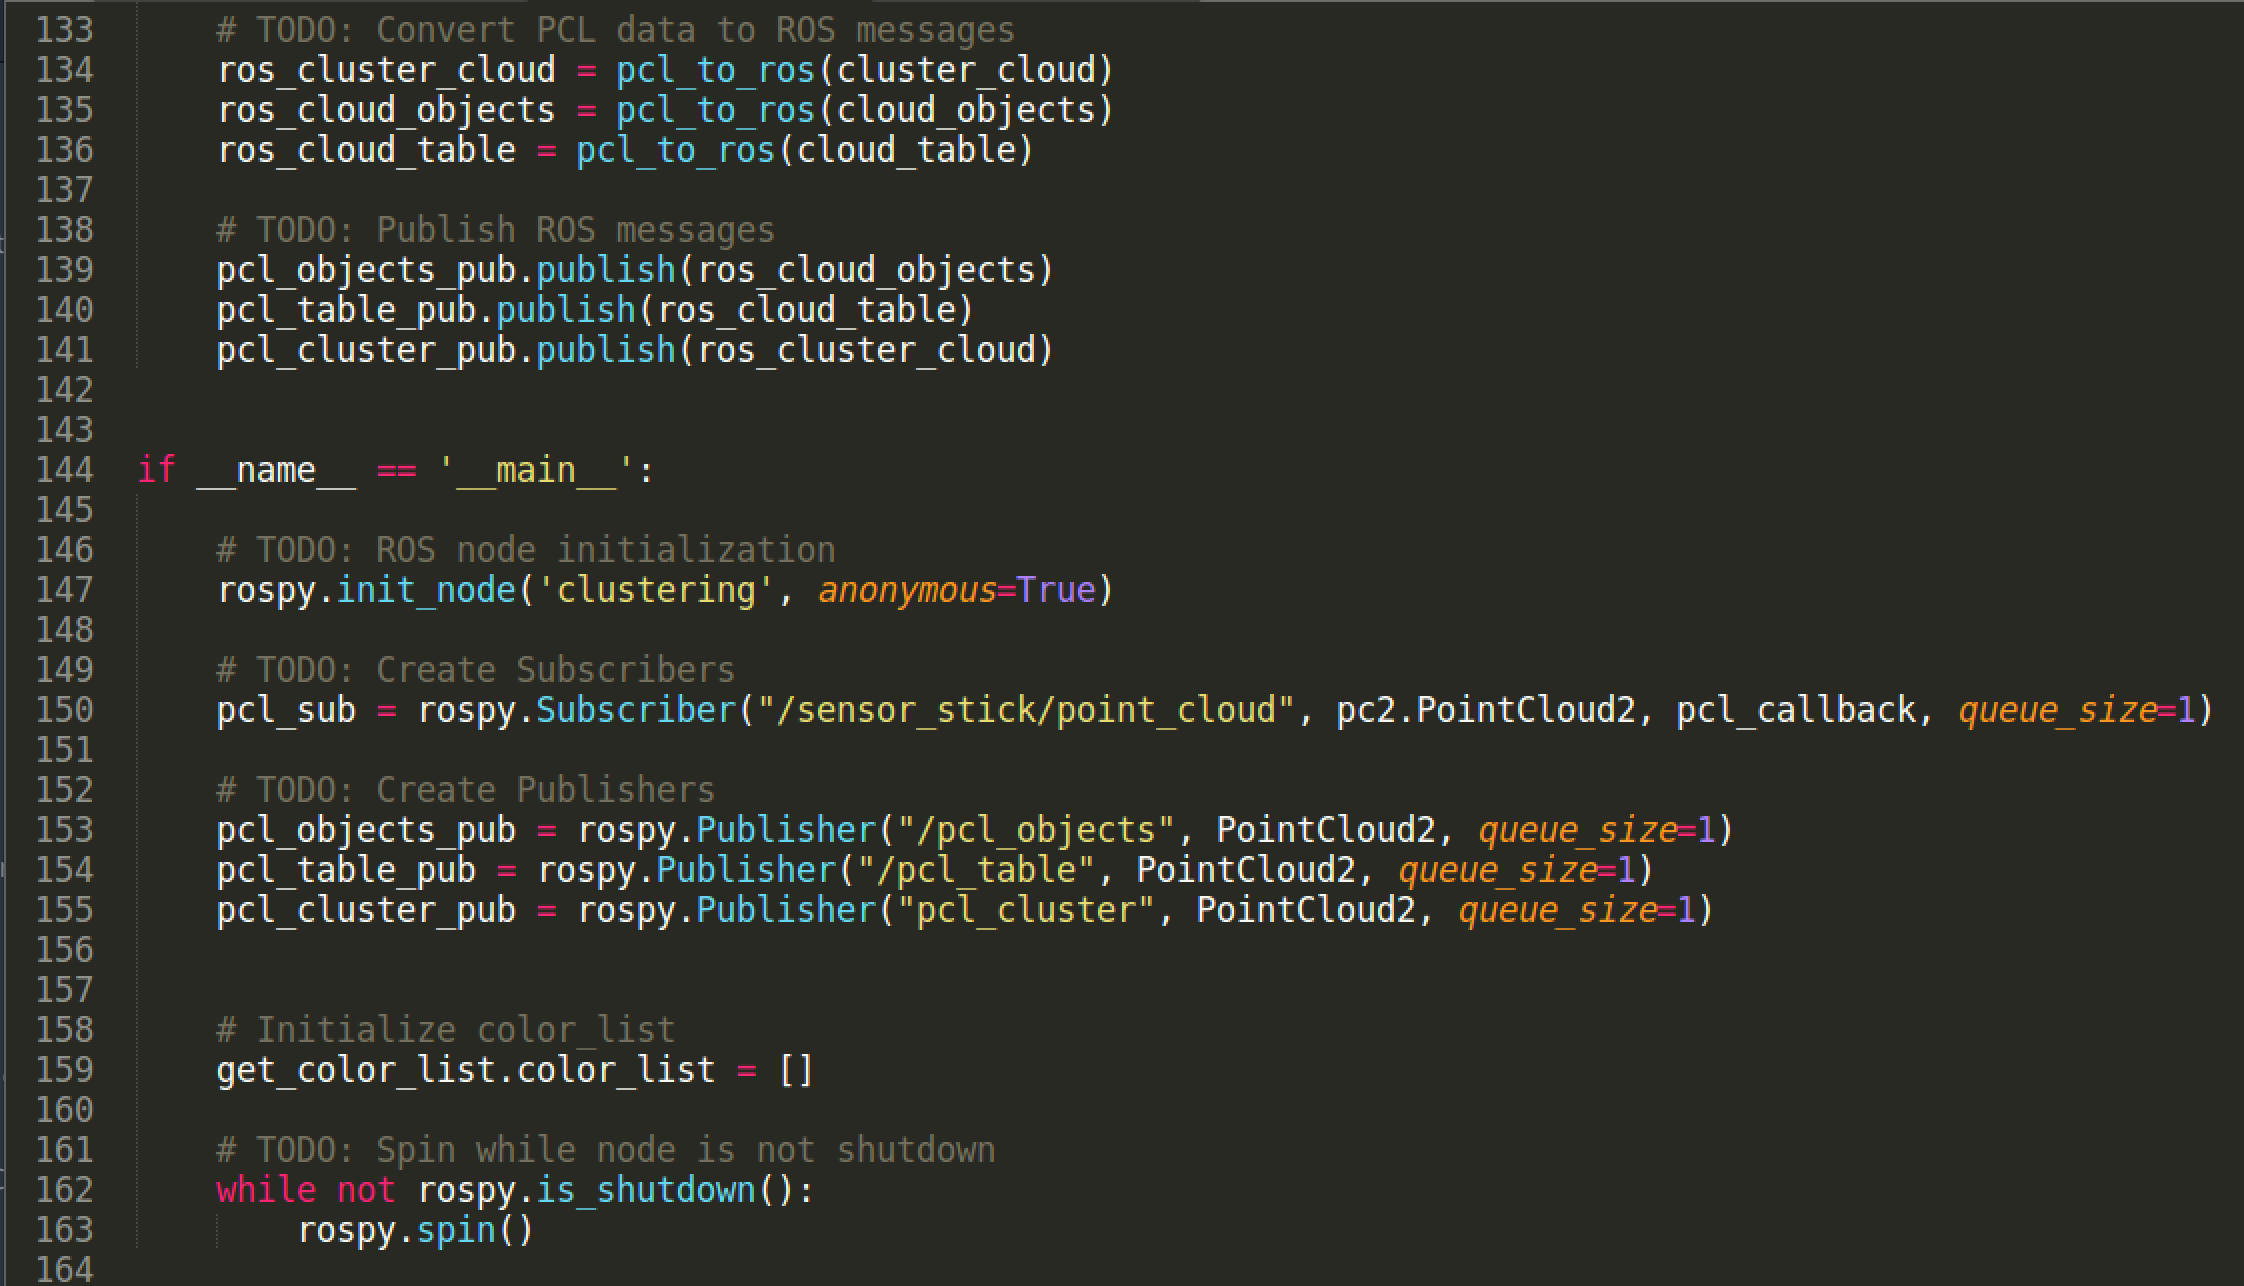 133 # TODO: Convert PCL data to ROS messages
134 ros_cluster_cloud = pcl_to_ros(cluster_cloud)
135 ros_cloud_objects = pcl_to_ros(cloud_objects)
136 ros_cloud_table = pcl_to_ros(cloud_table)
137
138 # TODO: Publish ROS messages
139 pcl_objects_pub.publish(ros_cloud_objects)
140 pcl_table_pub.publish(ros_cloud_table)
141 pcl_cluster_pub.publish(ros_cluster_cloud)
142
143
144 if __name__ == '__main__':
145
146 # TODO: ROS node initialization
147 rospy.init_node('clustering', anonymous=True)
148
149 # TODO: Create Subscribers
150 pcl_sub = rospy.Subscriber("/sensor_stick/point_cloud", pc2.PointCloud2, pcl_callback, queue_size=1)
151
152 # TODO: Create Publishers
153 pcl_objects_pub = rospy.Publisher("/pcl_objects", PointCloud2, queue_size=1)
154 pcl_table_pub = rospy.Publisher("/pcl_table", PointCloud2, queue_size=1)
155 pcl_cluster_pub = rospy.Publisher("pcl_cluster", PointCloud2, queue_size=1)
156
157
158 # Initialize color_list
159 get_color_list.color_list = []
160
161 # TODO: Spin while node is not shutdown
162 while not rospy.is_shutdown():
163 rospy.spin()
164